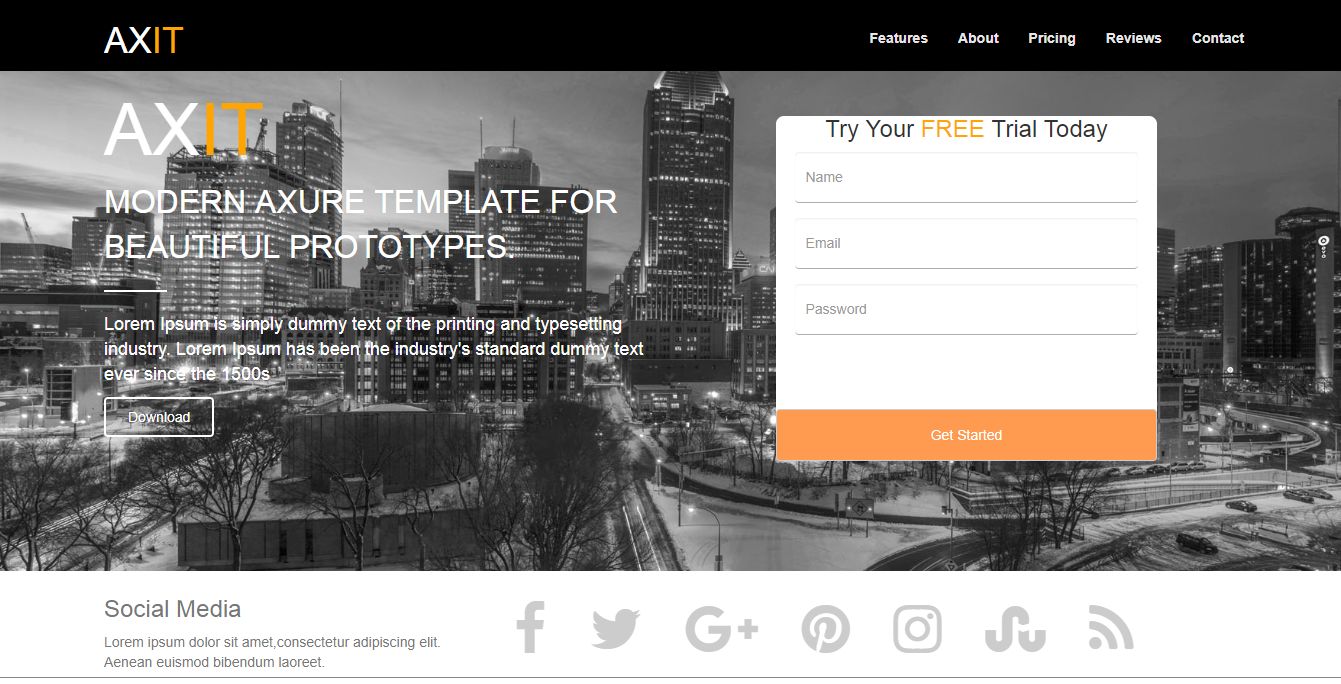 AXIT
Features
About
Pricing
Reviews
Contact
AXIT
MODERN AXURE TEMPLATE FOR
BEAUTIFUL PROTOTYPES.
Lorem Ipsum is simply dummy text of the printing and typesetting
industry. Lorem Ipsum has been the industry's standard dummy text
ever since the 1500s
Download
Try Your FREE Trial Today
Name
Email
Password
Get Started
Social Media
Lorem ipsum dolor sit amet,consectetur adipiscing elit.
Aenean euismod bibendum laoreet.